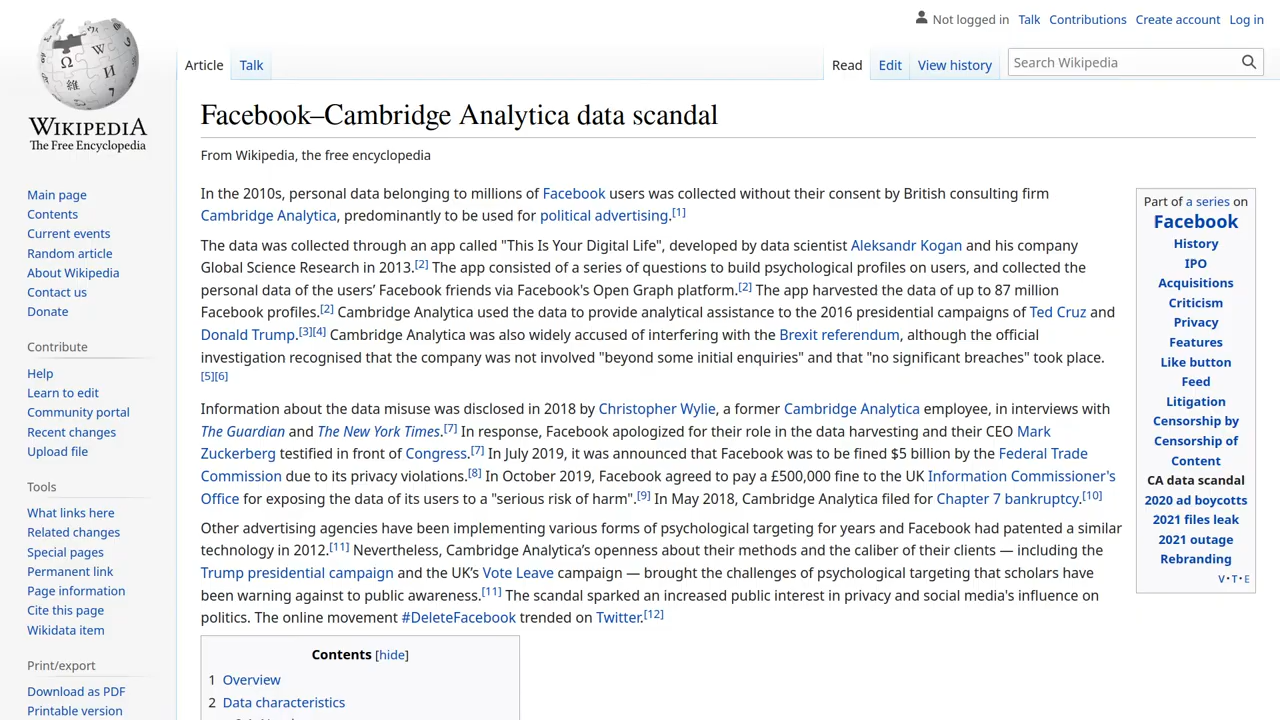 Not logged in Talk Contributions Create account Log in
Article Talk Read Edit View history Search Wikipedia
WIKIPEDIA
The Free Encyclopedia
Main page
Contents
Current events
Random article
About Wikipedia
Contact us
Donate
Contribute
Help
Learn to edit
Community portal
Recent changes
Upload file
Tools
What links here
Related changes
Special pages
Permanent link
Page information
Cite this page
Wikidata item
Print/export
Download as PDF
Printable version
Facebook–Cambridge Analytica data scandal
From Wikipedia, the free encyclopedia
In the 2010s, personal data belonging to millions of Facebook users was collected without their consent by British consulting firm
Cambridge Analytica, predominantly to be used for political advertising.[1]
The data was collected through an app called "This Is Your Digital Life", developed by data scientist Aleksandr Kogan and his company
Global Science Research in 2013.[2] The app consisted of a series of questions to build psychological profiles on users, and collected the
personal data of the users’ Facebook friends via Facebook's Open Graph platform.[2] The app harvested the data of up to 87 million
Facebook profiles.[2] Cambridge Analytica used the data to provide analytical assistance to the 2016 presidential campaigns of Ted Cruz and
Donald Trump.[3][4] Cambridge Analytica was also widely accused of interfering with the Brexit referendum, although the official
investigation recognised that the company was not involved "beyond some initial enquiries" and that "no significant breaches" took place.
[5][6]
Information about the data misuse was disclosed in 2018 by Christopher Wylie, a former Cambridge Analytica employee, in interviews with
The Guardian and The New York Times.[7] In response, Facebook apologized for their role in the data harvesting and their CEO Mark
Zuckerberg testified in front of Congress.[7] In July 2019, it was announced that Facebook was to be fined $5 billion by the Federal Trade
Commission due to its privacy violations.[8] In October 2019, Facebook agreed to pay a £500,000 fine to the UK Information Commissioner's
Office for exposing the data of its users to a "serious risk of harm".[9] In May 2018, Cambridge Analytica filed for Chapter 7 bankruptcy.[10]
Other advertising agencies have been implementing various forms of psychological targeting for years and Facebook had patented a similar
technology in 2012.[11] Nevertheless, Cambridge Analytica’s openness about their methods and the caliber of their clients — including the
Trump presidential campaign and the UK’s Vote Leave campaign — brought the challenges of psychological targeting that scholars have
been warning against to public awareness.[11] The scandal sparked an increased public interest in privacy and social media's influence on
politics. The online movement #DeleteFacebook trended on Twitter.[12]
Contents [hide]
1 Overview
2 Data characteristics
Part of a series on
Facebook
History
IPO
Acquisitions
Criticism
Privacy
Features
Like button
Feed
Litigation
Censorship by
Censorship of
Content
CA data scandal
2020 ad boycotts
2021 files leak
2021 outage
Rebranding
V · T · E